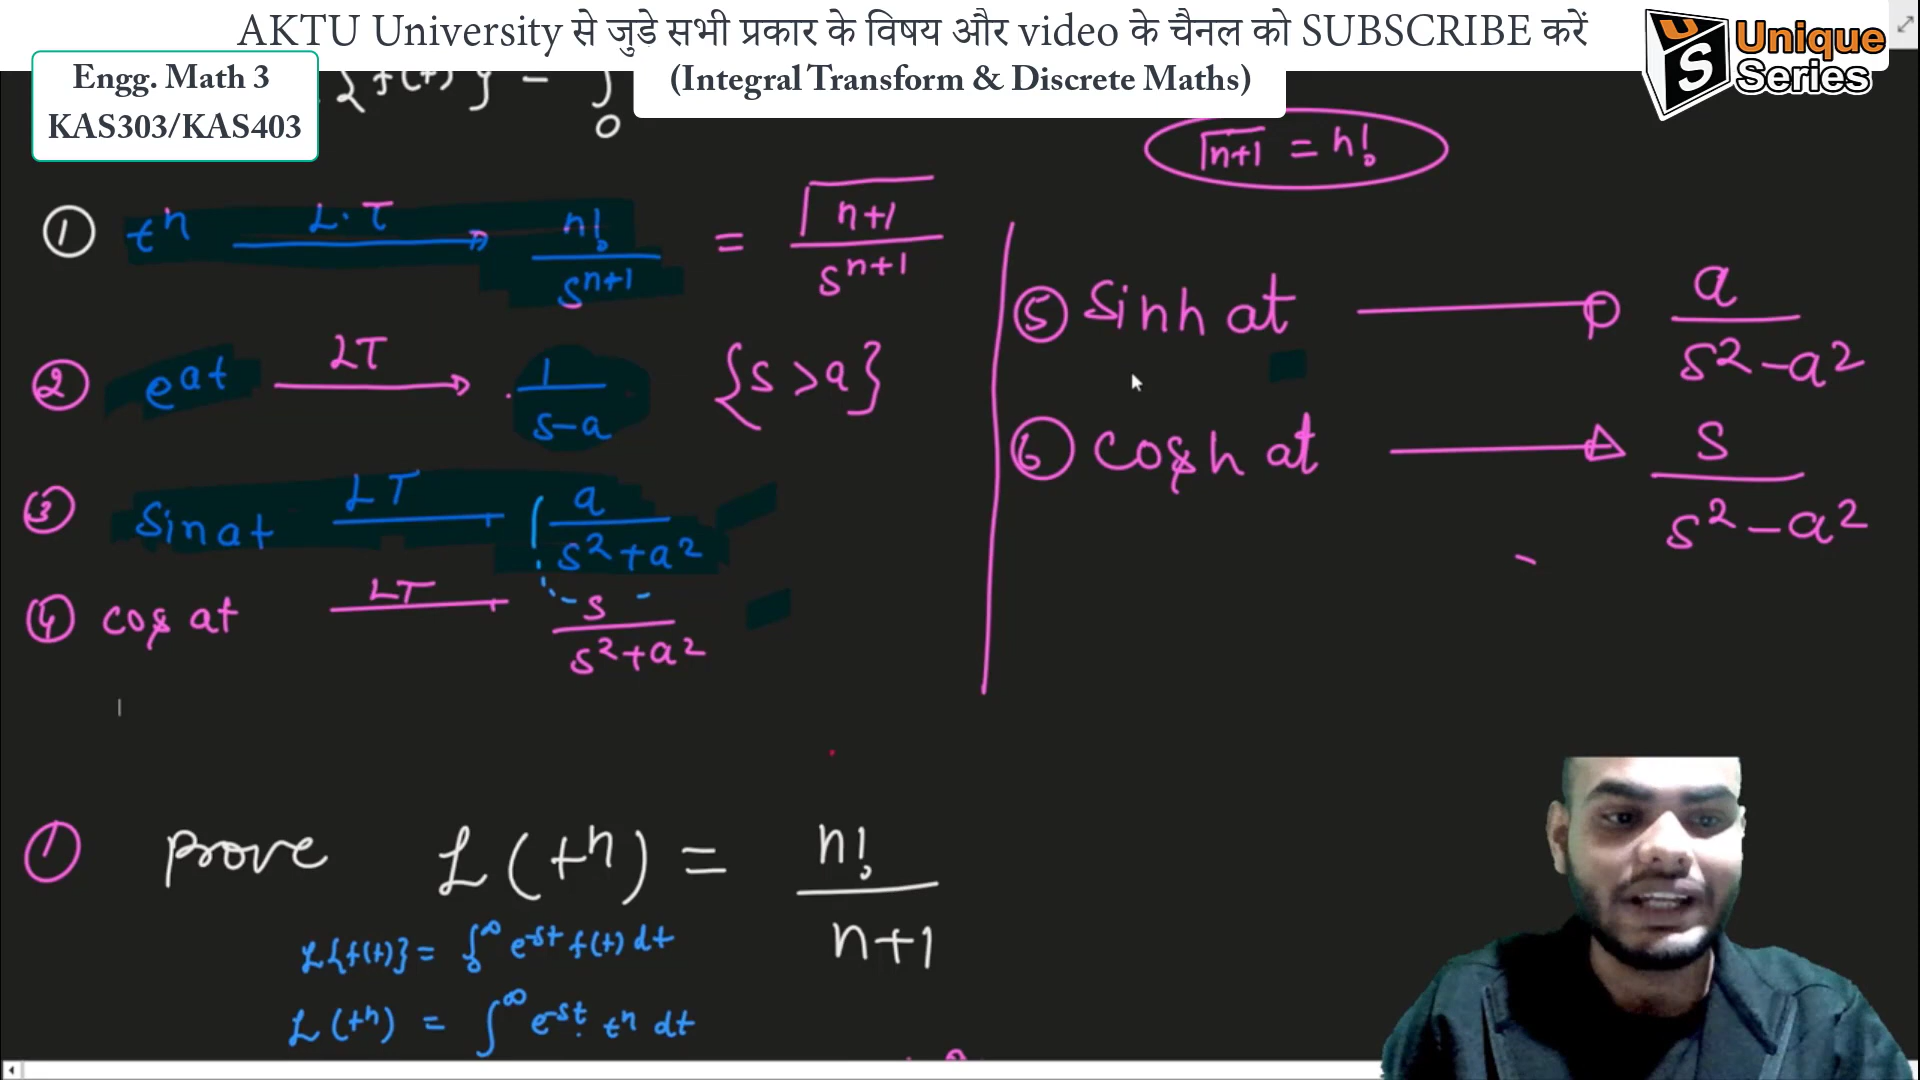 AKTU University से जुडे सभी प्रकार के विषय और video के चैनल को SUBSCRIBE करें
Unique Series
US
Engg. Math 3
KAS303/KAS403
(Integral Transform & Discrete Maths)
{f(t)} = ∫0
Γn+1 = n!
① tⁿ L.T → n!/sⁿ⁺¹ = Γn+1/sⁿ⁺¹
② eᵃᵗ LT → 1/s-a {s > a}
③ Sin at LT a/s²+a²
④ cos at LT s/s²+a²
⑤ Sinh at → a/s²-a²
⑥ cosh at → s/s²-a²
① Prove L(tⁿ) = n!/n+1
L{f(t)} = ∫₀^∞ e⁻ˢᵗ f(t) dt
L(tⁿ) = ∫^∞ e⁻ˢᵗ tⁿ dt